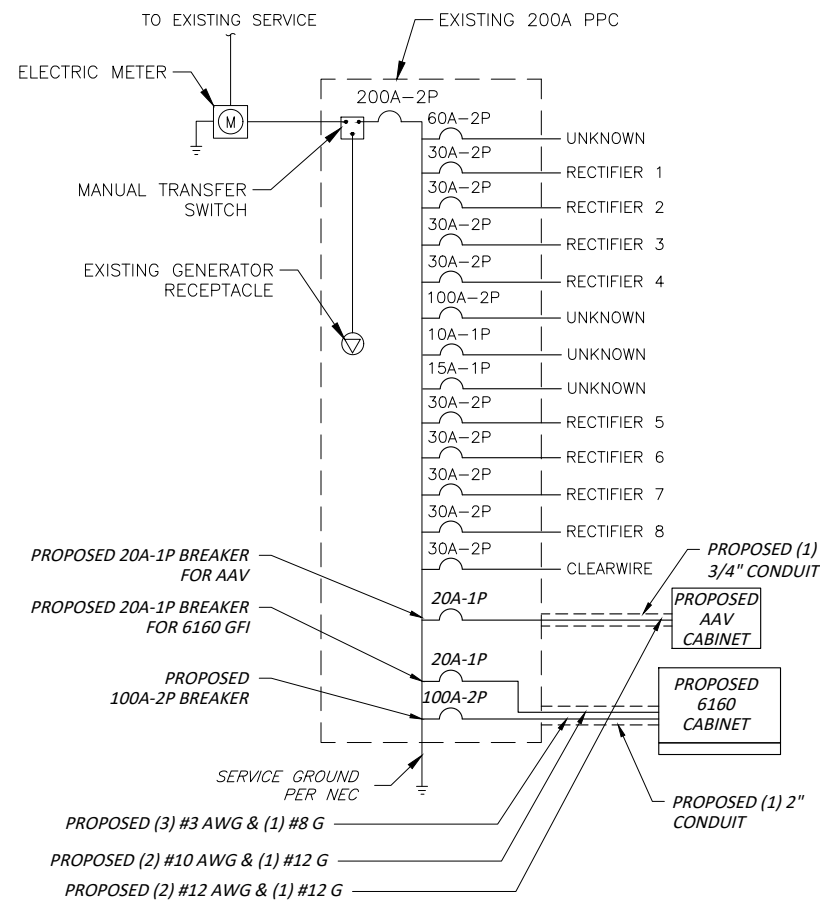 TO EXISTING SERVICE
EXISTING 200A PPC
ELECTRIC METER
M
200A-2P
MANUAL TRANSFER
SWITCH
EXISTING GENERATOR
RECEPTACLE
60A-2P
UNKNOWN
30A-2P
RECTIFIER 1
30A-2P
RECTIFIER 2
30A-2P
RECTIFIER 3
30A-2P
RECTIFIER 4
100A-2P
UNKNOWN
10A-1P
UNKNOWN
15A-1P
UNKNOWN
30A-2P
RECTIFIER 5
30A-2P
RECTIFIER 6
30A-2P
RECTIFIER 7
30A-2P
RECTIFIER 8
30A-2P
CLEARWIRE
PROPOSED 20A-1P BREAKER
FOR AAV
20A-1P
PROPOSED (1)
3/4" CONDUIT
PROPOSED
AAV
CABINET
PROPOSED 20A-1P BREAKER
FOR 6160 GFI
20A-1P
PROPOSED
100A-2P BREAKER
100A-2P
PROPOSED
6160
CABINET
SERVICE GROUND
PER NEC
PROPOSED (1) 2"
CONDUIT
PROPOSED (3) #3 AWG & (1) #8 G
PROPOSED (2) #10 AWG & (1) #12 G
PROPOSED (2) #12 AWG & (1) #12 G